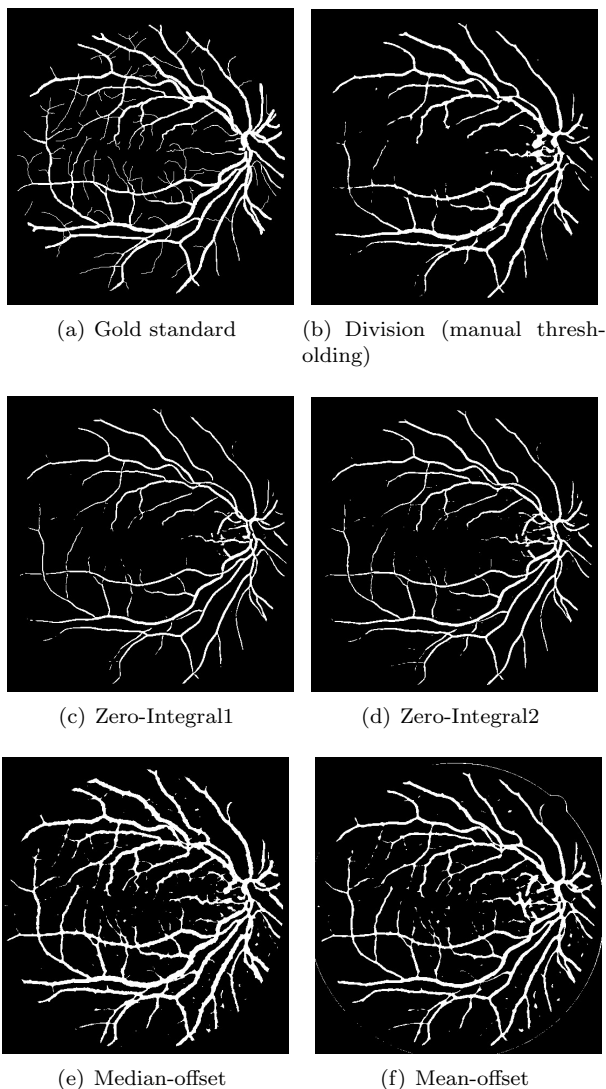 (a) Gold standard
(b) Division (manual thresh-
olding)
(c) Zero-Integral1
(d) Zero-Integral2
(e) Median-offset
(f) Mean-offset